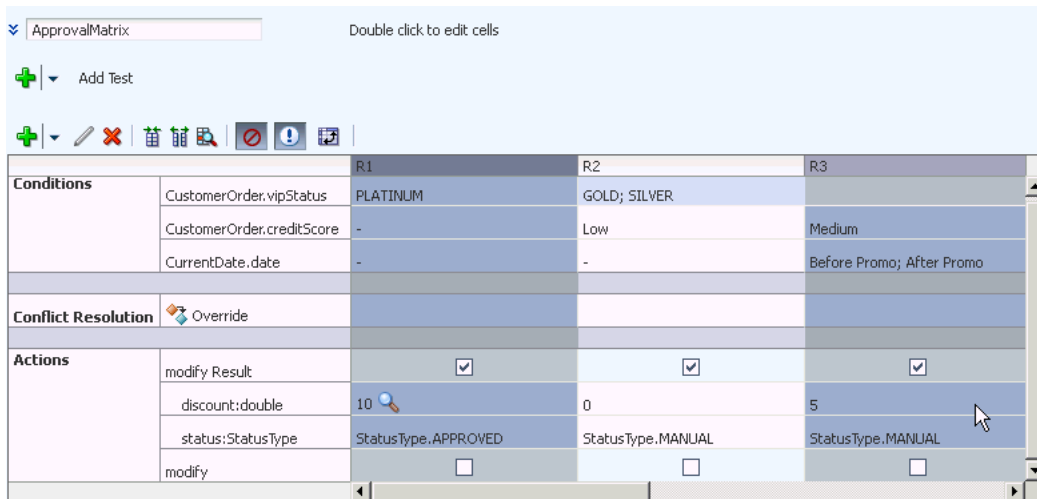 ApprovalMatrix Double click to edit cells
Add Test
R1 R2 R3
Conditions CustomerOrder.vipStatus PLATINUM GOLD; SILVER
CustomerOrder.creditScore - Low Medium
CurrentDate.date - - Before Promo; After Promo
Conflict Resolution Override
Actions modify Result
discount:double 10 0 5
status:StatusType StatusType.APPROVED StatusType.MANUAL StatusType.MANUAL
modify